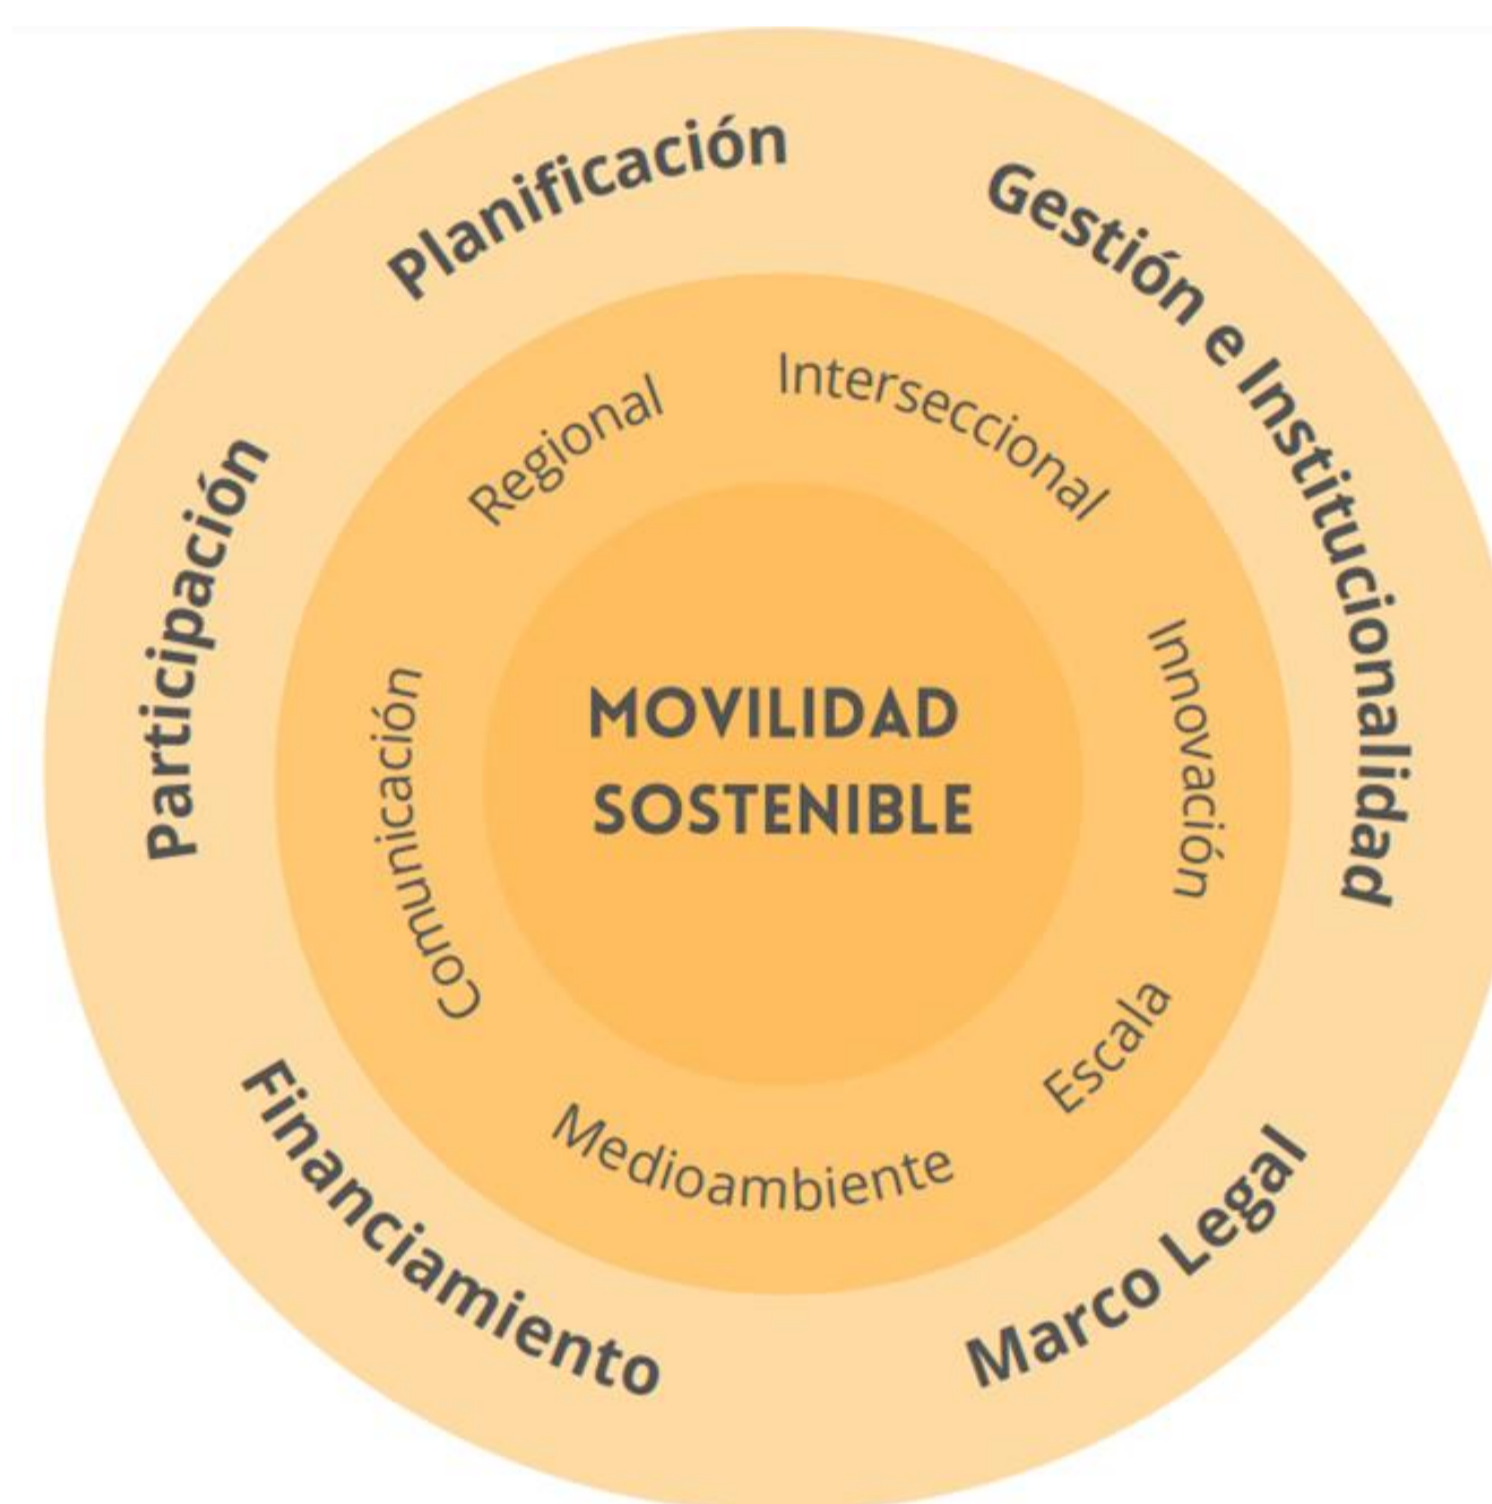 Planificación
Gestión e Institucionalidad
Marco Legal
Financiamiento
Participación
Regional
Interseccional
Innovación
Escala
Medioambiente
Comunicación
MOVILIDAD
SOSTENIBLE